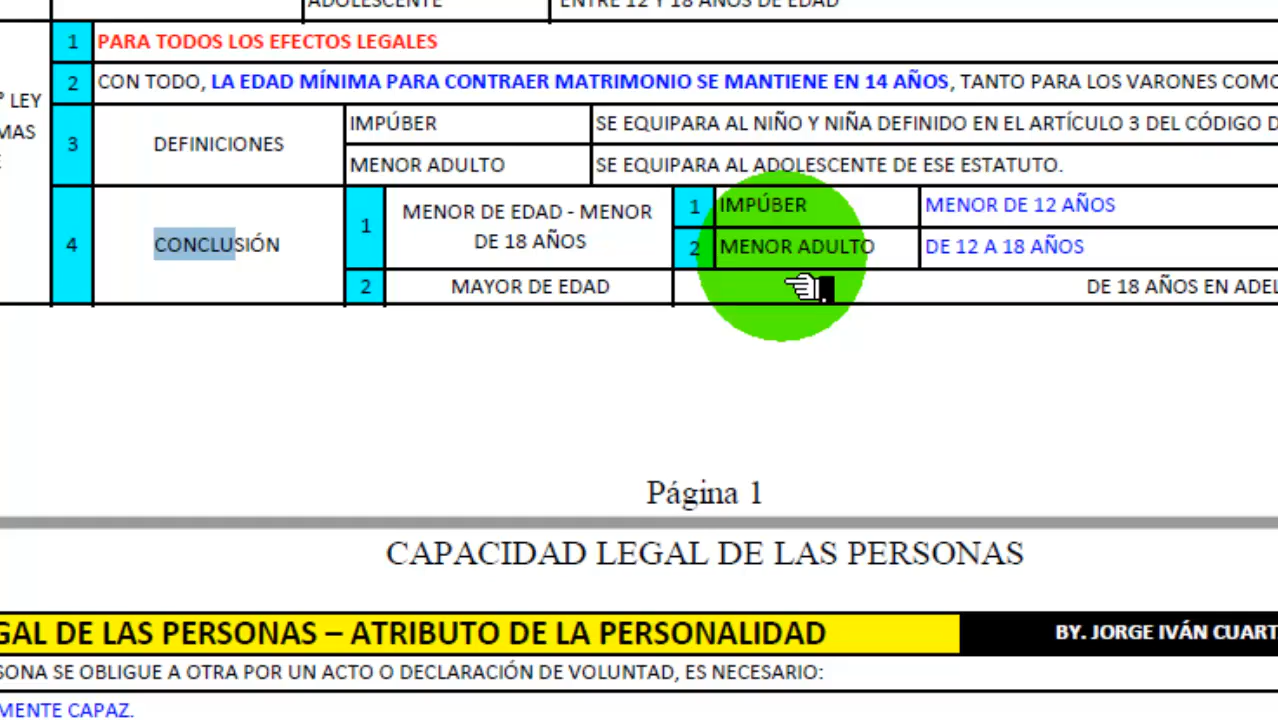 ADOLESCENTE ENTRE 12 Y 18 AÑOS DE EDAD
1 PARA TODOS LOS EFECTOS LEGALES
2 CON TODO, LA EDAD MÍNIMA PARA CONTRAER MATRIMONIO SE MANTIENE EN 14 AÑOS, TANTO PARA LOS VARONES COMO
° LEY
MAS
3 DEFINICIONES
IMPÚBER SE EQUIPARA AL NIÑO Y NIÑA DEFINIDO EN EL ARTÍCULO 3 DEL CÓDIGO D
MENOR ADULTO SE EQUIPARA AL ADOLESCENTE DE ESE ESTATUTO.
4 CONCLUSIÓN
1 MENOR DE EDAD - MENOR
DE 18 AÑOS
1 IMPÚBER MENOR DE 12 AÑOS
2 MENOR ADULTO DE 12 A 18 AÑOS
2 MAYOR DE EDAD DE 18 AÑOS EN ADEL
Página 1
CAPACIDAD LEGAL DE LAS PERSONAS
GAL DE LAS PERSONAS – ATRIBUTO DE LA PERSONALIDAD BY. JORGE IVÁN CUART
SONA SE OBLIGUE A OTRA POR UN ACTO O DECLARACIÓN DE VOLUNTAD, ES NECESARIO:
MENTE CAPAZ.